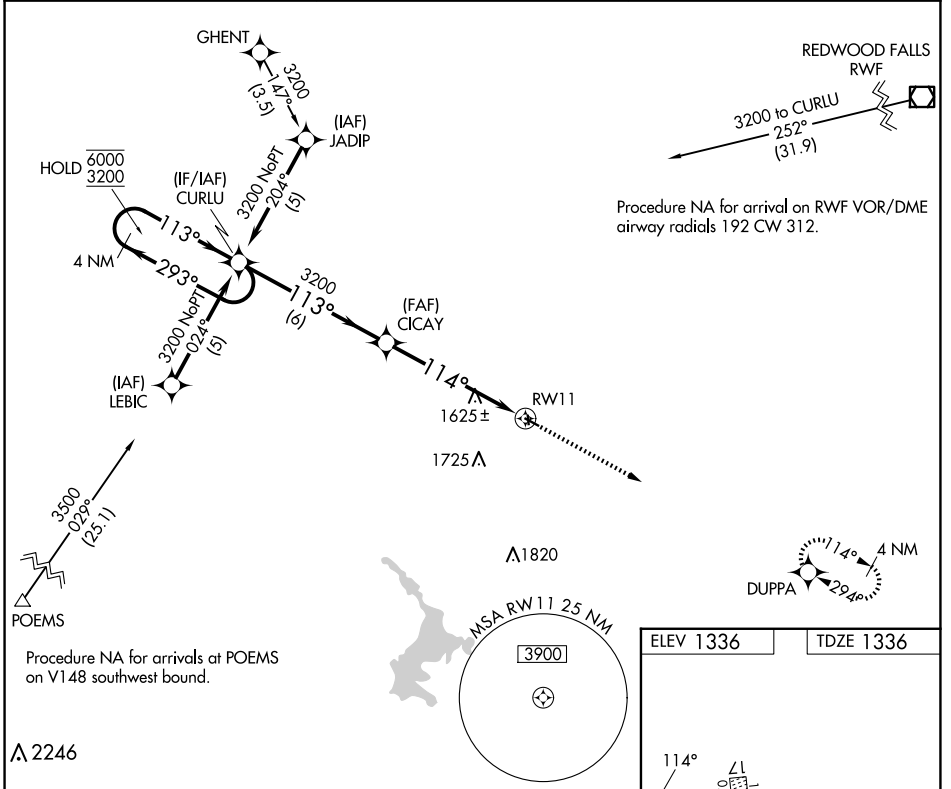 GHENT
3200
147°
(3.5)
(IAF)
JADIP
REDWOOD FALLS
RWF
3200 to CURLU
252°
(31.9)
Procedure NA for arrival on RWF VOR/DME
airway radials 192 CW 312.
HOLD 6000
3200
(IF/IAF)
CURLU
3200 NoPT
204°
(5)
113°
4 NM
293°
3200
113°
(6)
(FAF)
CICAY
3200 NoPT
024°
(5)
(IAF)
LEBIC
114°
1625±
RW11
1725
3500
029°
(25.1)
POEMS
1820
114°
4 NM
DUPPA
294°
MSA RW11 25 NM
3900
Procedure NA for arrivals at POEMS
on V148 southwest bound.
2246
ELEV 1336
TDZE 1336
114°
17